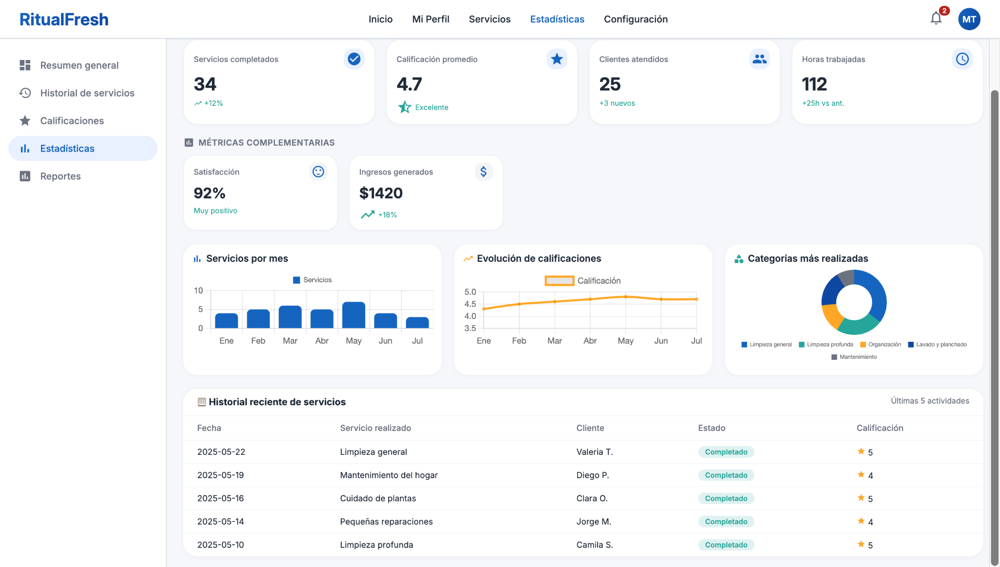 RitualFresh
Inicio Mi Perfil Servicios Estadísticas Configuración
2
MT
Resumen general
Historial de servicios
Calificaciones
Estadísticas
Reportes
Servicios completados
34
+12%
Calificación promedio
4.7
Excelente
Clientes atendidos
25
+3 nuevos
Horas trabajadas
112
+25h vs ant.
MÉTRICAS COMPLEMENTARIAS
Satisfacción
92%
Muy positivo
Ingresos generados
$
$1420
+18%
Servicios por mes
Servicios
10
5
0
Ene Feb Mar Abr May Jun Jul
Evolución de calificaciones
Calificación
5.0
4.5
4.0
3.5
Ene Feb Mar Abr May Jun Jul
Categorías más realizadas
Limpieza general Limpieza profunda Organización Lavado y planchado
Mantenimiento
Historial reciente de servicios
Últimas 5 actividades
Fecha Servicio realizado Cliente Estado Calificación
2025-05-22 Limpieza general Valeria T. Completado 5
2025-05-19 Mantenimiento del hogar Diego P. Completado 4
2025-05-16 Cuidado de plantas Clara O. Completado 5
2025-05-14 Pequeñas reparaciones Jorge M. Completado 4
2025-05-10 Limpieza profunda Camila S. Completado 5